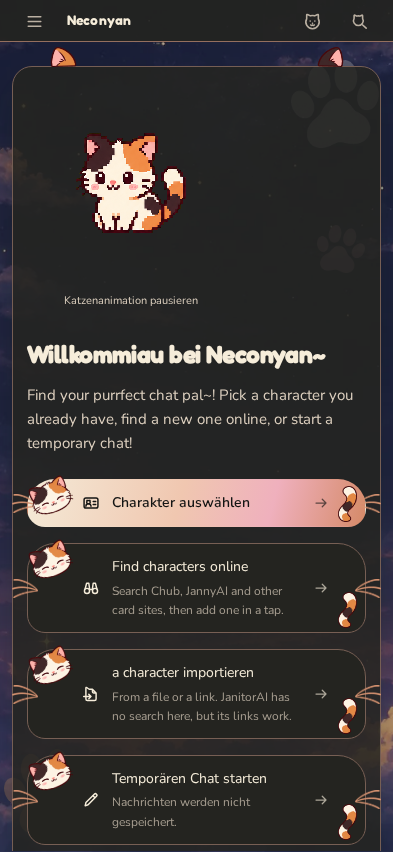 Neconyan
Katzenanimation pausieren
Willkommiau bei Neconyan~
Find your purrfect chat pal~! Pick a character you
already have, find a new one online, or start a
temporary chat!
Charakter auswählen
Find characters online
Search Chub, JannyAI and other
card sites, then add one in a tap.
a character importieren
From a file or a link. JanitorAI has
no search here, but its links work.
Temporären Chat starten
Nachrichten werden nicht
gespeichert.